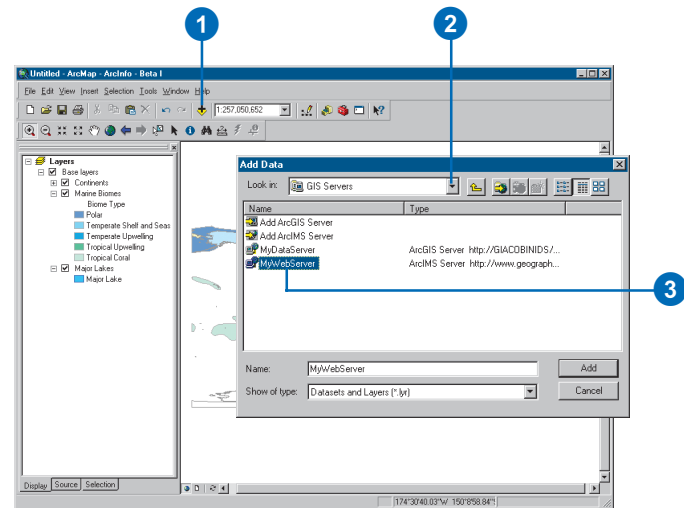 1
2
Untitled - ArcMap - ArcInfo - Beta I
File Edit View Insert Selection Tools Window Help
1:257,050,652
Layers
Base layers
Continents
Marine Biomes
Biome Type
Polar
Temperate Shelf and Seas
Temperate Upwelling
Tropical Upwelling
Tropical Coral
Major Lakes
Major Lake
Add Data
Look in: GIS Servers
Name Type
Add ArcGIS Server
Add ArcIMS Server
MyDataServer ArcGIS Server http://GIACOBINIDS/...
MyWebServer ArcIMS Server http://www.geograph...
3
Name: MyWebServer Add
Show of type: Datasets and Layers (*.lyr) Cancel
Display Source Selection
174°30'40.03"W 150°8'58.84"